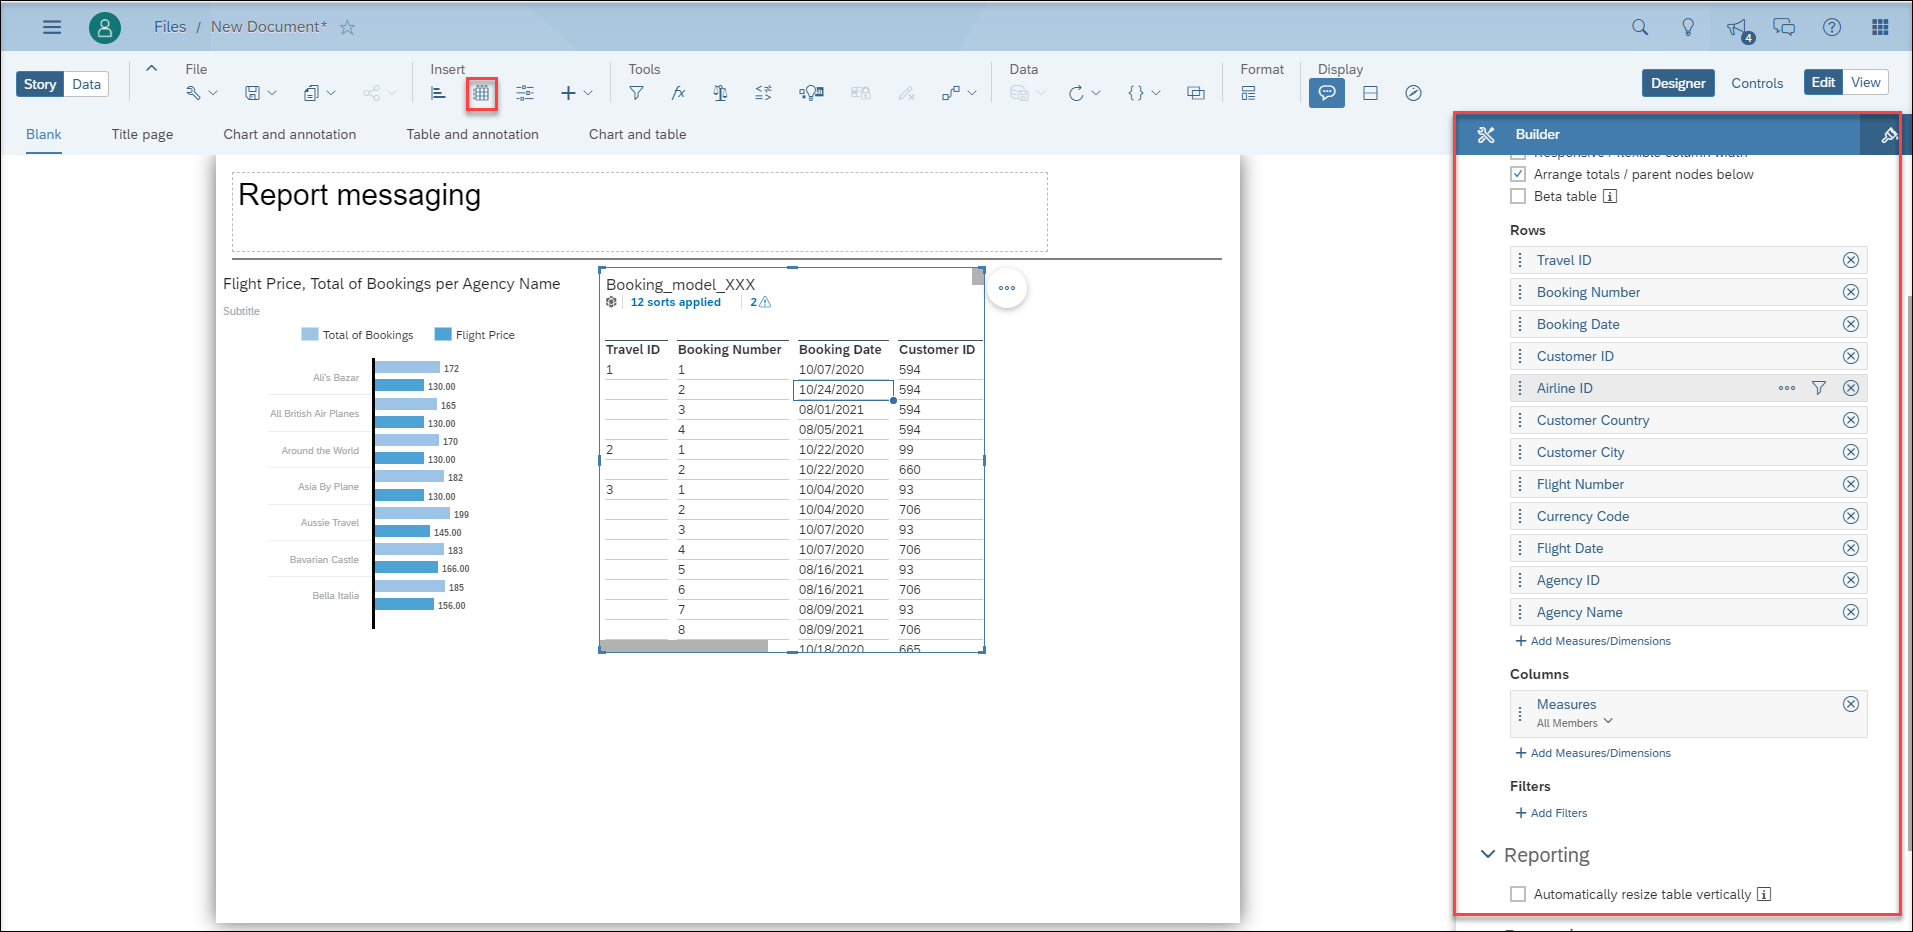 Files / New Document*
4
Story Data
File
Insert
Tools
Data
Format
Display
Designer Controls Edit View
Blank Title page Chart and annotation Table and annotation Chart and table
Report messaging
Flight Price, Total of Bookings per Agency Name
Subtitle
Total of Bookings Flight Price
Ali's Bazar 172
130.00
All British Air Planes 165
130.00
Around the World 170
130.00
Asia By Plane 182
130.00
Aussie Travel 199
145.00
Bavarian Castle 183
166.00
Bella Italia 185
156.00
Booking_model_XXX
12 sorts applied 2
Travel ID Booking Number Booking Date Customer ID
1 1 10/07/2020 594
2 10/24/2020 594
3 08/01/2021 594
4 08/05/2021 594
2 1 10/22/2020 99
2 10/22/2020 660
3 1 10/04/2020 93
2 10/04/2020 706
3 10/07/2020 93
4 10/07/2020 706
5 08/16/2021 93
6 08/16/2021 706
7 08/09/2021 93
8 08/09/2021 706
10/18/2020 665
Builder
Responsive / flexible column width
Arrange totals / parent nodes below
Beta table
Rows
Travel ID
Booking Number
Booking Date
Customer ID
Airline ID
Customer Country
Customer City
Flight Number
Currency Code
Flight Date
Agency ID
Agency Name
+ Add Measures/Dimensions
Columns
Measures
All Members
+ Add Measures/Dimensions
Filters
+ Add Filters
Reporting
Automatically resize table vertically